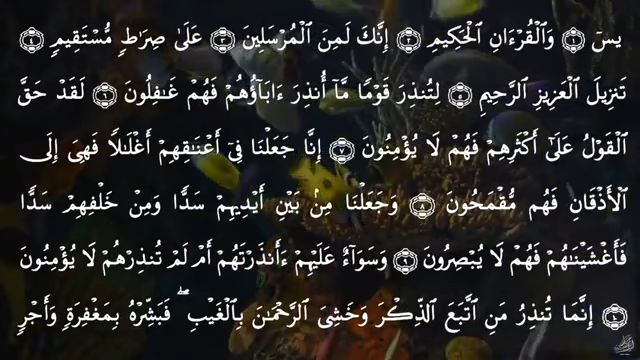 يسٓ ۝١ وَٱلْقُرْءَانِ ٱلْحَكِيمِ ۝٢ إِنَّكَ لَمِنَ ٱلْمُرْسَلِينَ ۝٣ عَلَىٰ صِرَٰطٍ مُّسْتَقِيمٍ ۝٤
تَنزِيلَ ٱلْعَزِيزِ ٱلرَّحِيمِ ۝٥ لِتُنذِرَ قَوْمًا مَّآ أُنذِرَ ءَابَآؤُهُمْ فَهُمْ غَٰفِلُونَ ۝٦ لَقَدْ حَقَّ
ٱلْقَوْلُ عَلَىٰٓ أَكْثَرِهِمْ فَهُمْ لَا يُؤْمِنُونَ ۝٧ إِنَّا جَعَلْنَا فِىٓ أَعْنَٰقِهِمْ أَغْلَٰلًا فَهِىَ إِلَى
ٱلْأَذْقَانِ فَهُم مُّقْمَحُونَ ۝٨ وَجَعَلْنَا مِنۢ بَيْنِ أَيْدِيهِمْ سَدًّا وَمِنْ خَلْفِهِمْ سَدًّا
فَأَغْشَيْنَٰهُمْ فَهُمْ لَا يُبْصِرُونَ ۝٩ وَسَوَآءٌ عَلَيْهِمْ ءَأَنذَرْتَهُمْ أَمْ لَمْ تُنذِرْهُمْ لَا يُؤْمِنُونَ
۝١٠ إِنَّمَا تُنذِرُ مَنِ ٱتَّبَعَ ٱلذِّكْرَ وَخَشِىَ ٱلرَّحْمَٰنَ بِٱلْغَيْبِ ۖ فَبَشِّرْهُ بِمَغْفِرَةٍ وَأَجْرٍ